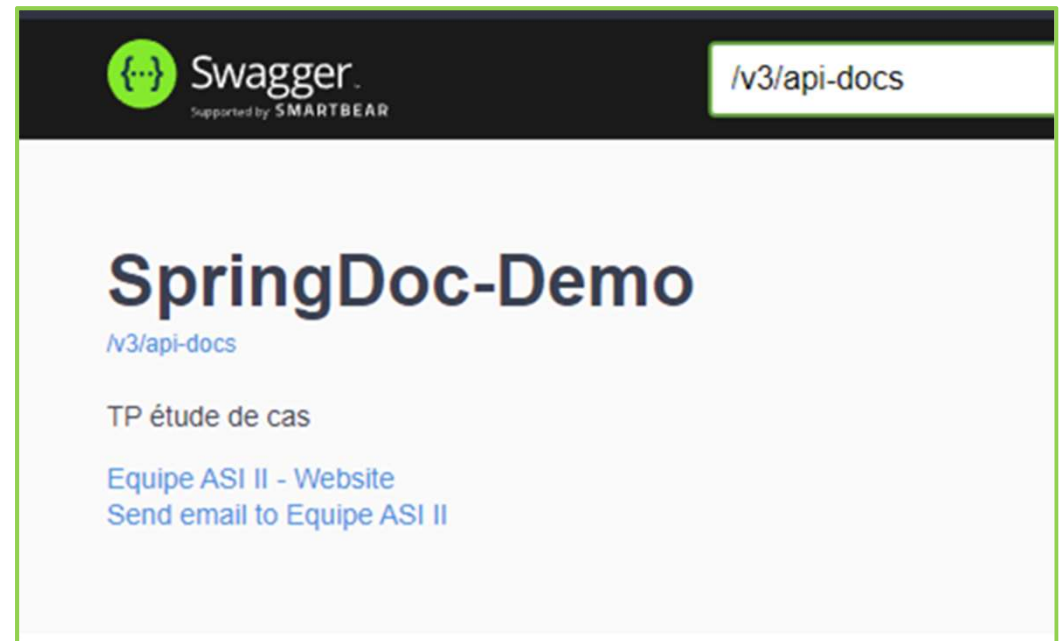 {···} Swagger.
Supported by SMARTBEAR
/v3/api-docs
SpringDoc-Demo
/v3/api-docs
TP étude de cas
Equipe ASI II - Website
Send email to Equipe ASI II